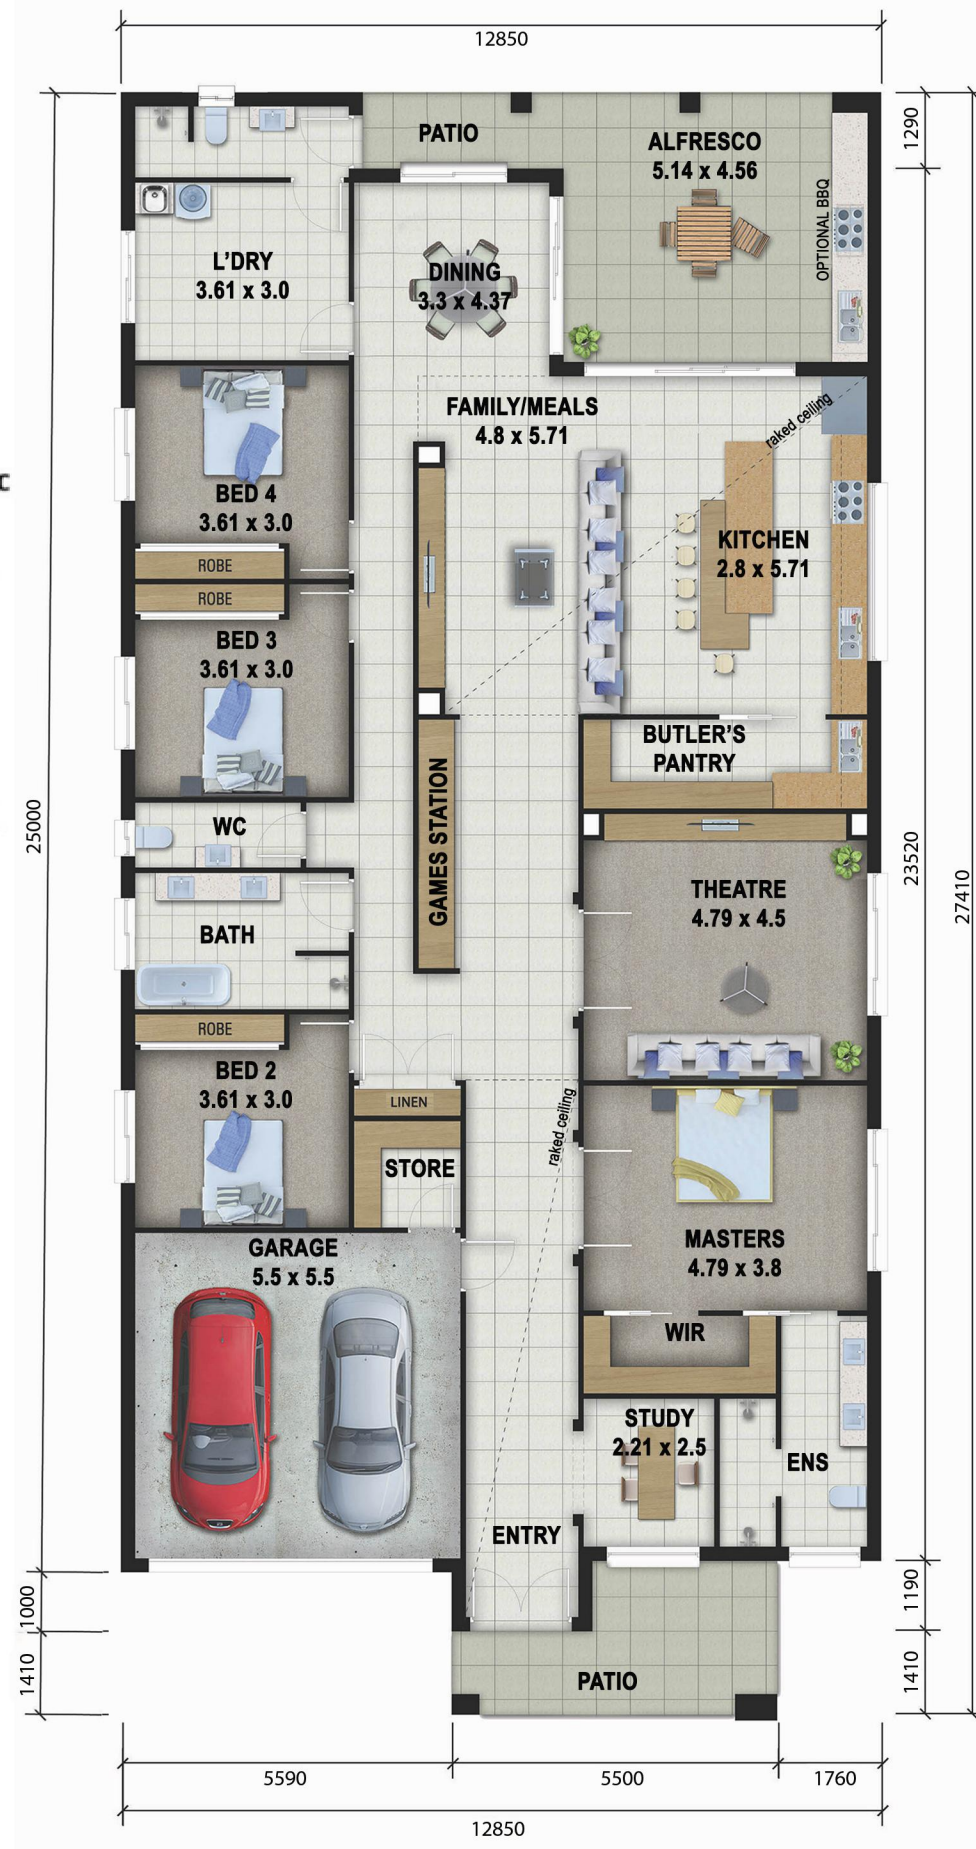 12850
PATIO
ALFRESCO
5.14 x 4.56
OPTIONAL BBQ
1290
L'DRY
3.61 x 3.0
DINING
3.3 x 4.37
FAMILY/MEALS
4.8 x 5.71
raked ceiling
BED 4
3.61 x 3.0
ROBE
KITCHEN
2.8 x 5.71
ROBE
BED 3
3.61 x 3.0
BUTLER'S
PANTRY
WC
GAMES STATION
25000
23520
27410
THEATRE
4.79 x 4.5
BATH
ROBE
BED 2
3.61 x 3.0
LINEN
raked ceiling
STORE
MASTERS
4.79 x 3.8
GARAGE
5.5 x 5.5
WIR
STUDY
2.21 x 2.5
ENS
ENTRY
1000
1190
1410
PATIO
1410
5590
5500
1760
12850